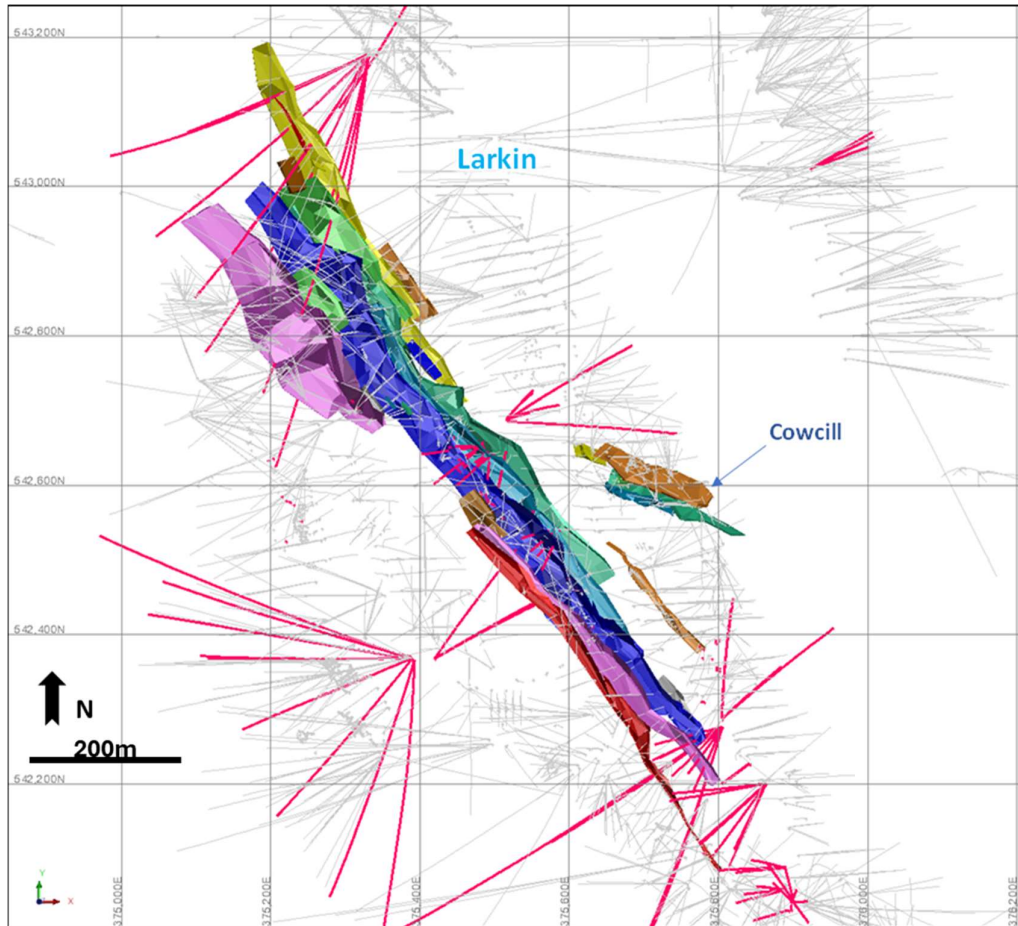 543,200N
Larkin
543,000N
542,800N
Cowcill
542,600N
542,400N
N
200m
542,200N
Y
X
375,000E
375,200E
375,400E
375,600E
375,800E
376,000E
376,200E